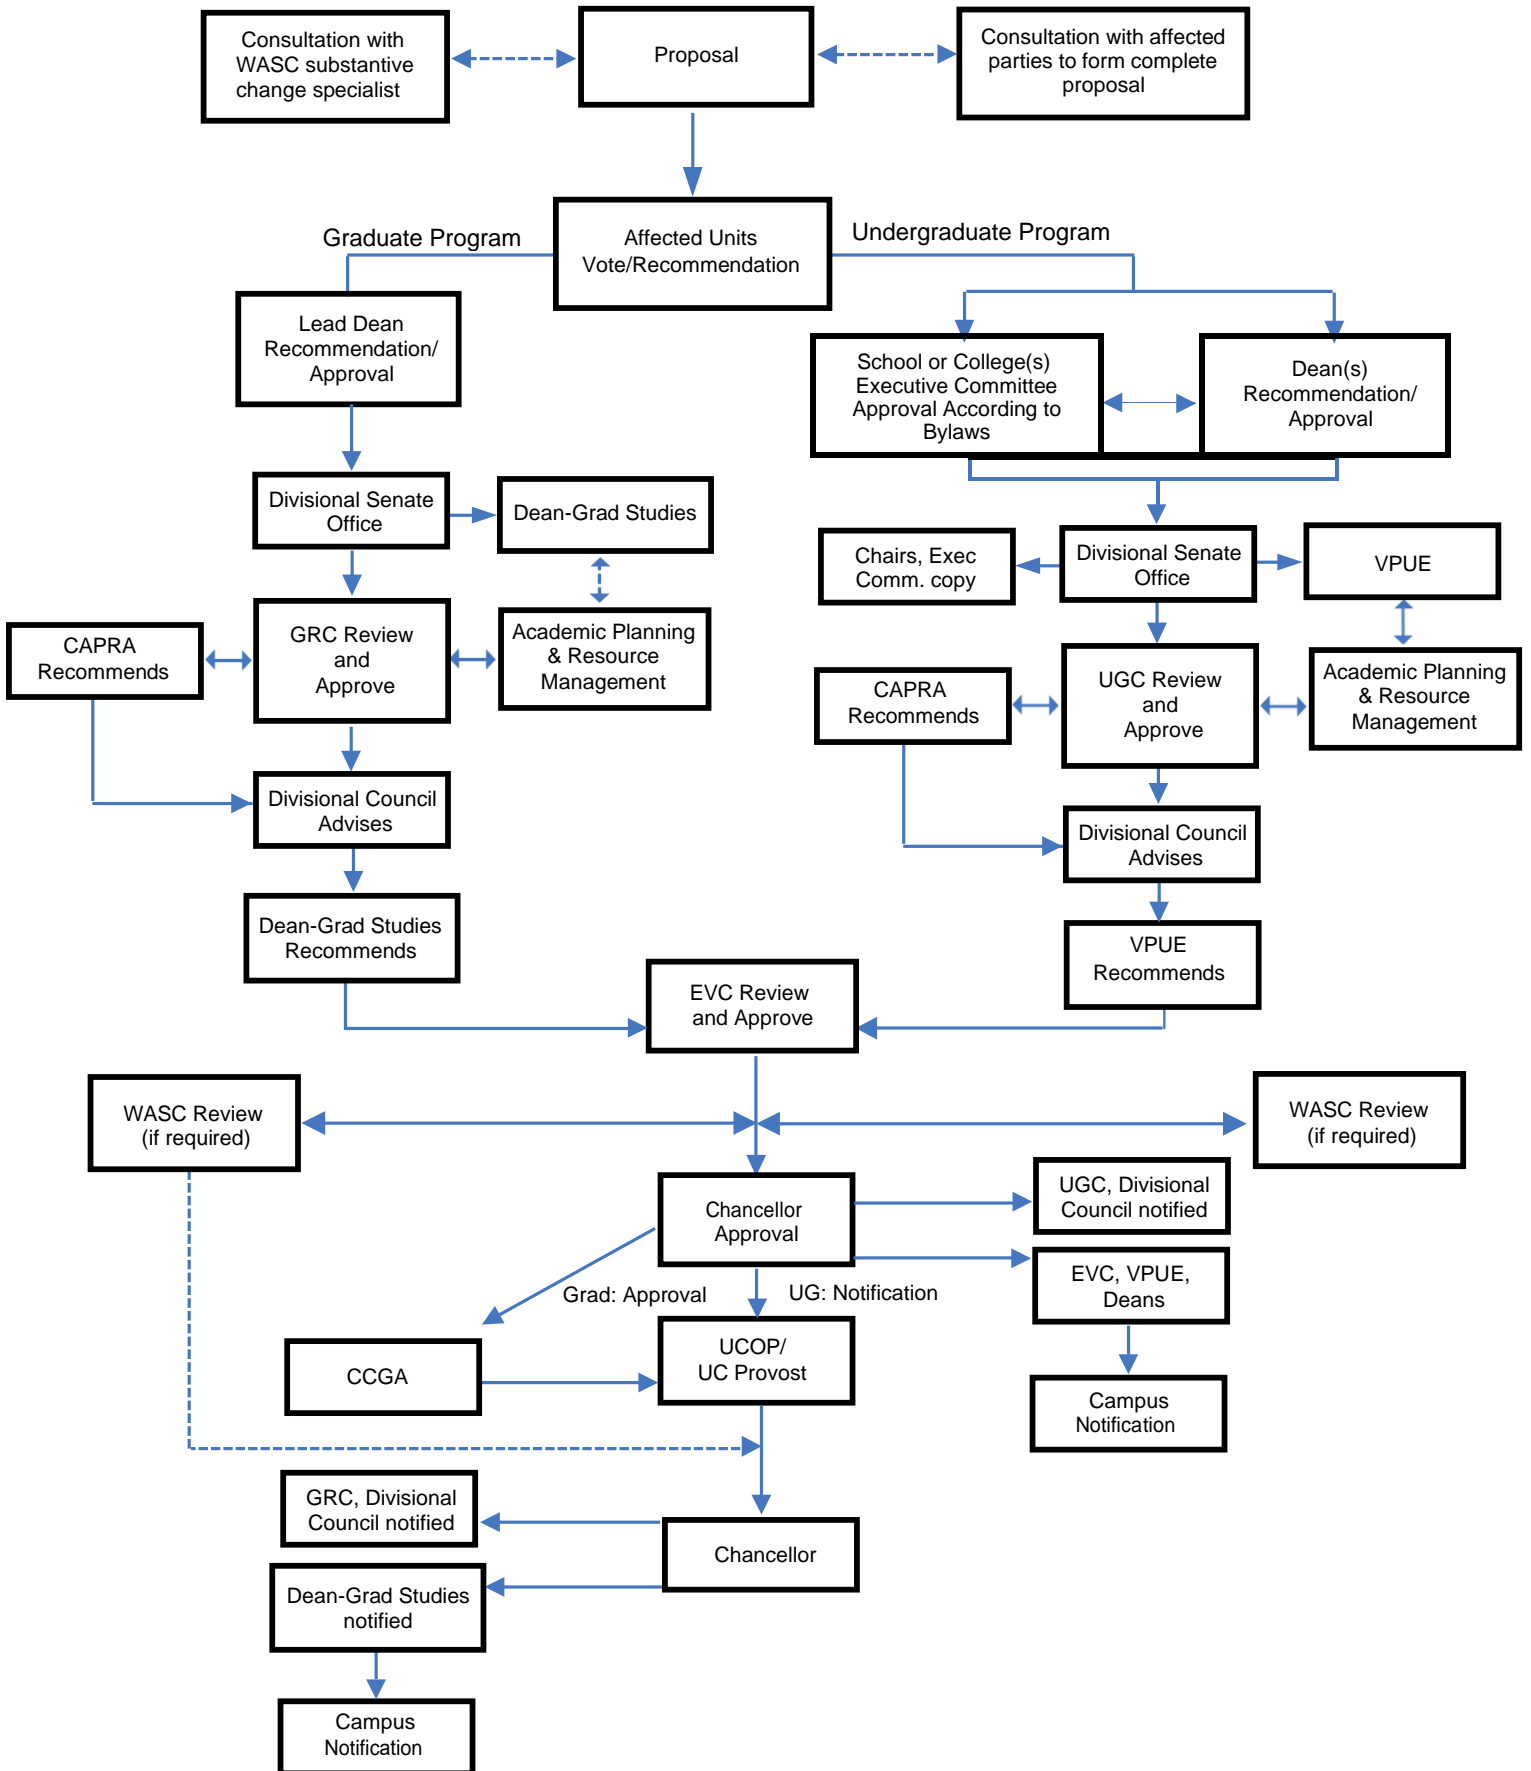 Consultation with
WASC substantive
change specialist
Proposal
Consultation with affected
parties to form complete
proposal
Graduate Program
Affected Units
Vote/Recommendation
Undergraduate Program
Lead Dean
Recommendation/
Approval
School or College(s)
Executive Committee
Approval According to
Bylaws
Dean(s)
Recommendation/
Approval
Divisional Senate
Office
Dean-Grad Studies
Chairs, Exec
Comm. copy
Divisional Senate
Office
VPUE
CAPRA
Recommends
GRC Review
and
Approve
Academic Planning
& Resource
Management
CAPRA
Recommends
UGC Review
and
Approve
Academic Planning
& Resource
Management
Divisional Council
Advises
Divisional Council
Advises
Dean-Grad Studies
Recommends
VPUE
Recommends
EVC Review
and Approve
WASC Review
(if required)
WASC Review
(if required)
Chancellor
Approval
UGC, Divisional
Council notified
EVC, VPUE,
Deans
Grad: Approval
UG: Notification
CCGA
UCOP/
UC Provost
Campus
Notification
GRC, Divisional
Council notified
Chancellor
Dean-Grad Studies
notified
Campus
Notification